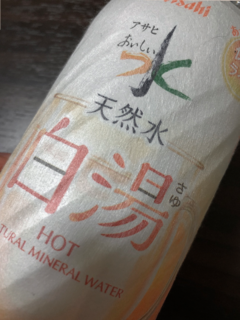 Asahi
アサヒ
おいしい
水
天然水
白湯
さゆ
HOT
NATURAL MINERAL WATER